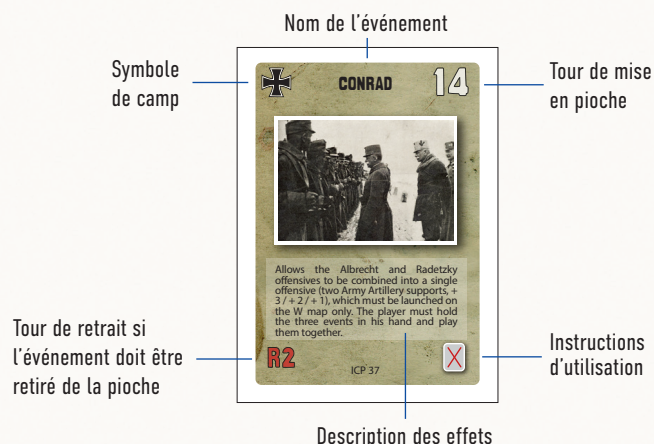 Nom de l'événement
Symbole
de camp
CONRAD
14
Tour de mise
en pioche
Allows the Albrecht and Radetzky
offensives to be combined into a single
offensive (two Army Artillery supports, +
3 / + 2 / + 1), which must be launched on
the W map only. The player must hold
the three events in his hand and play
them together.
Tour de retrait si
l'événement doit être
retiré de la pioche
R2
ICP 37
Instructions
d'utilisation
Description des effets